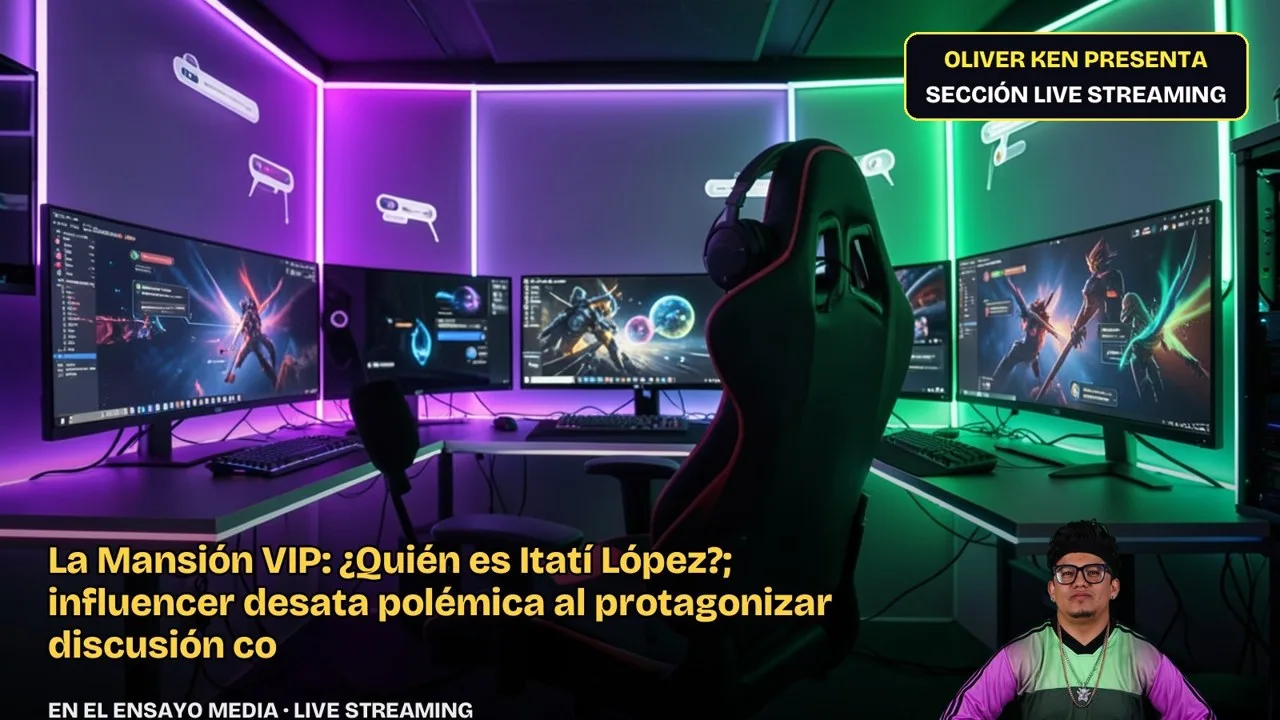 OLIVER KEN PRESENTA
SECCIÓN LIVE STREAMING
La Mansión VIP: ¿Quién es Itatí López?;
influencer desata polémica al protagonizar
discusión co
EN EL ENSAYO MEDIA · LIVE STREAMING